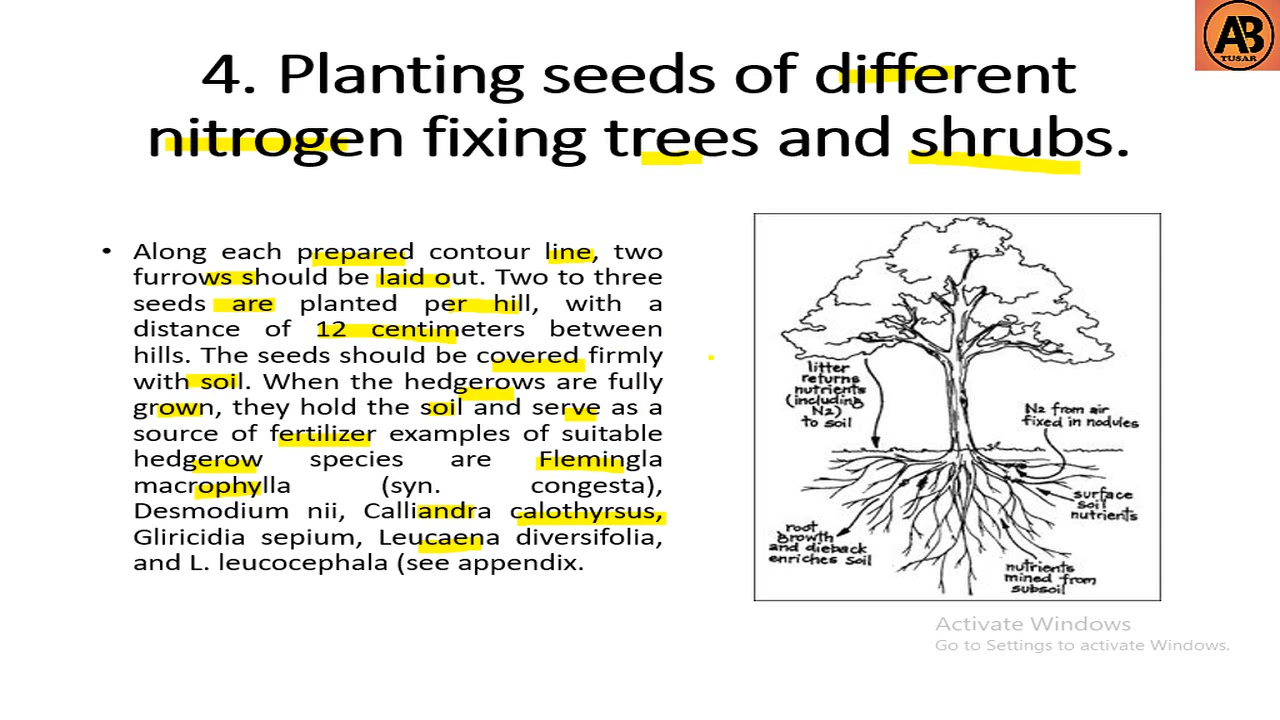 AB
TUSAR
4. Planting seeds of different
nitrogen fixing trees and shrubs.
• Along each prepared contour line, two
furrows should be laid out. Two to three
seeds are planted per hill, with a
distance of 12 centimeters between
hills. The seeds should be covered firmly
with soil. When the hedgerows are fully
grown, they hold the soil and serve as a
source of fertilizer examples of suitable
hedgerow species are Flemingla
macrophylla (syn. congesta),
Desmodium nii, Calliandra calothyrsus,
Gliricidia sepium, Leucaena diversifolia,
and L. leucocephala (see appendix.
litter
returns
nutrients
(including
N2)
to soil
N2 from air
fixed in nodules
surface
soil
nutrients
root
growth
and dieback
enriches soil
nutrients
mined from
subsoil
Activate Windows
Go to Settings to activate Windows.